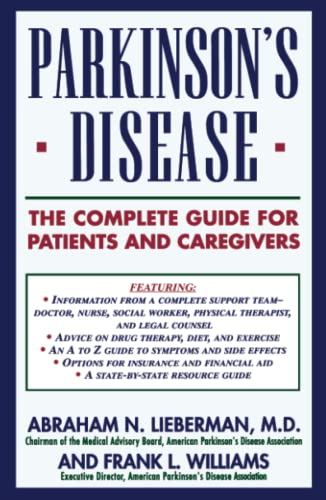 PARKINSON'S
• DISEASE •
THE COMPLETE GUIDE FOR
PATIENTS AND CAREGIVERS
FEATURING:
• INFORMATION FROM A COMPLETE SUPPORT TEAM–
DOCTOR, NURSE, SOCIAL WORKER, PHYSICAL THERAPIST,
AND LEGAL COUNSEL
• ADVICE ON DRUG THERAPY, DIET, AND EXERCISE
• AN A TO Z GUIDE TO SYMPTOMS AND SIDE EFFECTS
• OPTIONS FOR INSURANCE AND FINANCIAL AID
• A STATE-BY-STATE RESOURCE GUIDE
ABRAHAM N. LIEBERMAN, M.D.
Chairman of the Medical Advisory Board, American Parkinson's Disease Association
AND FRANK L. WILLIAMS
Executive Director, American Parkinson's Disease Association